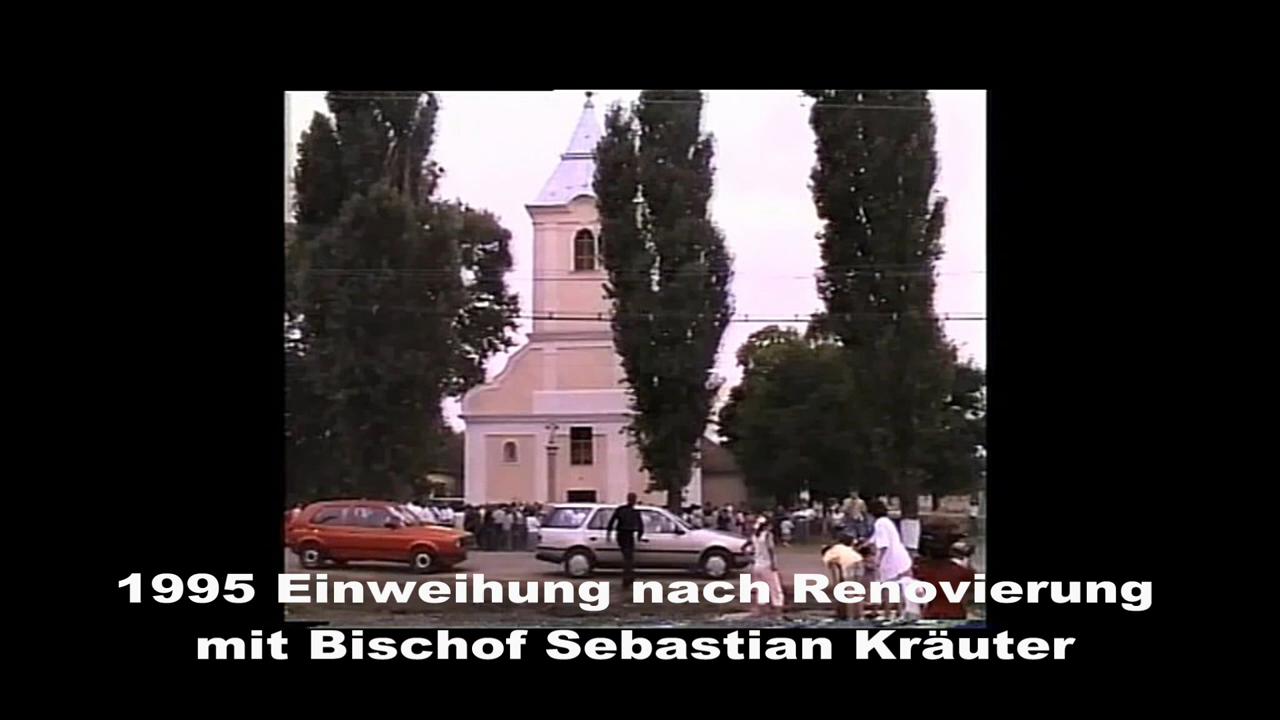 1995 Einweihung nach Renovierung
mit Bischof Sebastian Kräuter